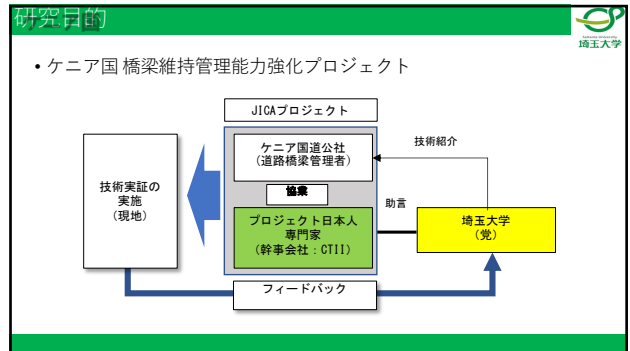 研究目的
ケニア国
埼玉大学
• ケニア国 橋梁維持管理能力強化プロジェクト
JICAプロジェクト
ケニア国道公社
(道路橋梁管理者)
技術紹介
技術実証の
実施
(現地)
協業
助言
プロジェクト日本人
専門家
(幹事会社:CTII)
埼玉大学
(党)
フィードバック